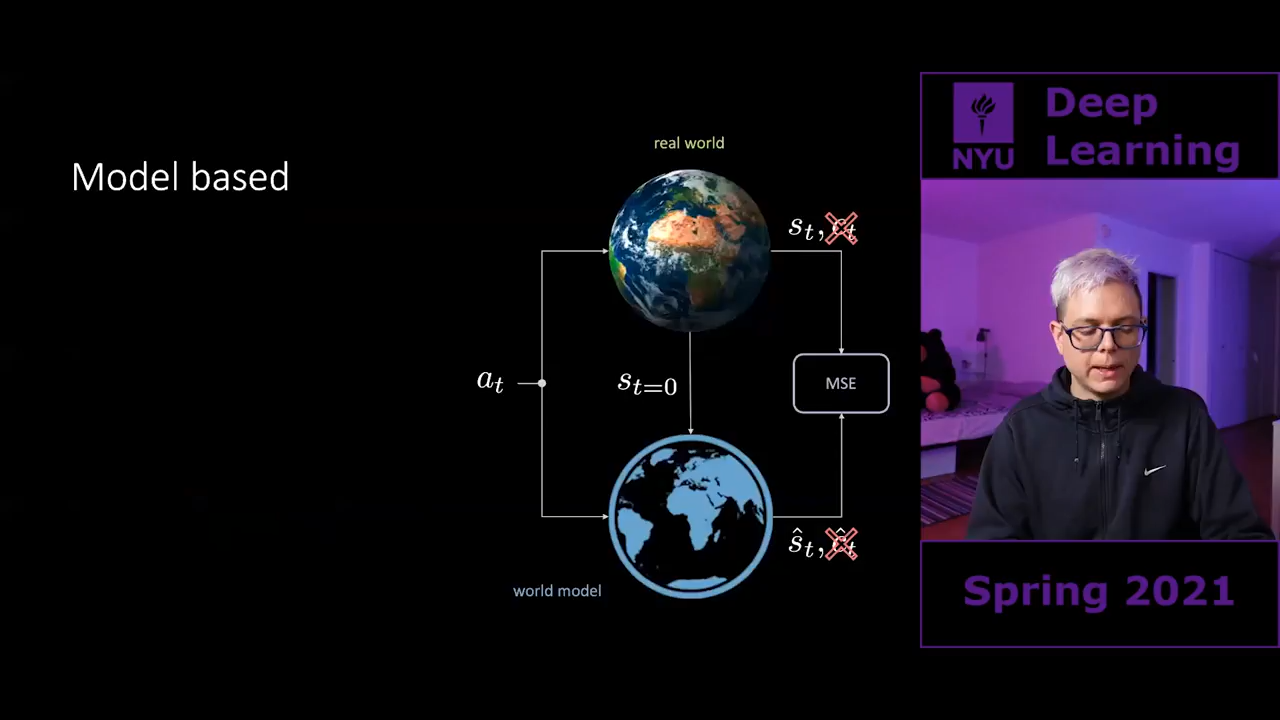 Model based
real world
s_t, c_t
a_t
s_{t=0}
MSE
ŝ_t, ĉ_t
world model
NYU
Deep
Learning
Spring 2021